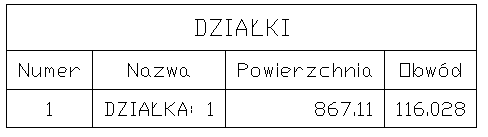 DZIAŁKI
Numer Nazwa Powierzchnia Obwód
1 DZIAŁKA: 1 867.11 116.028